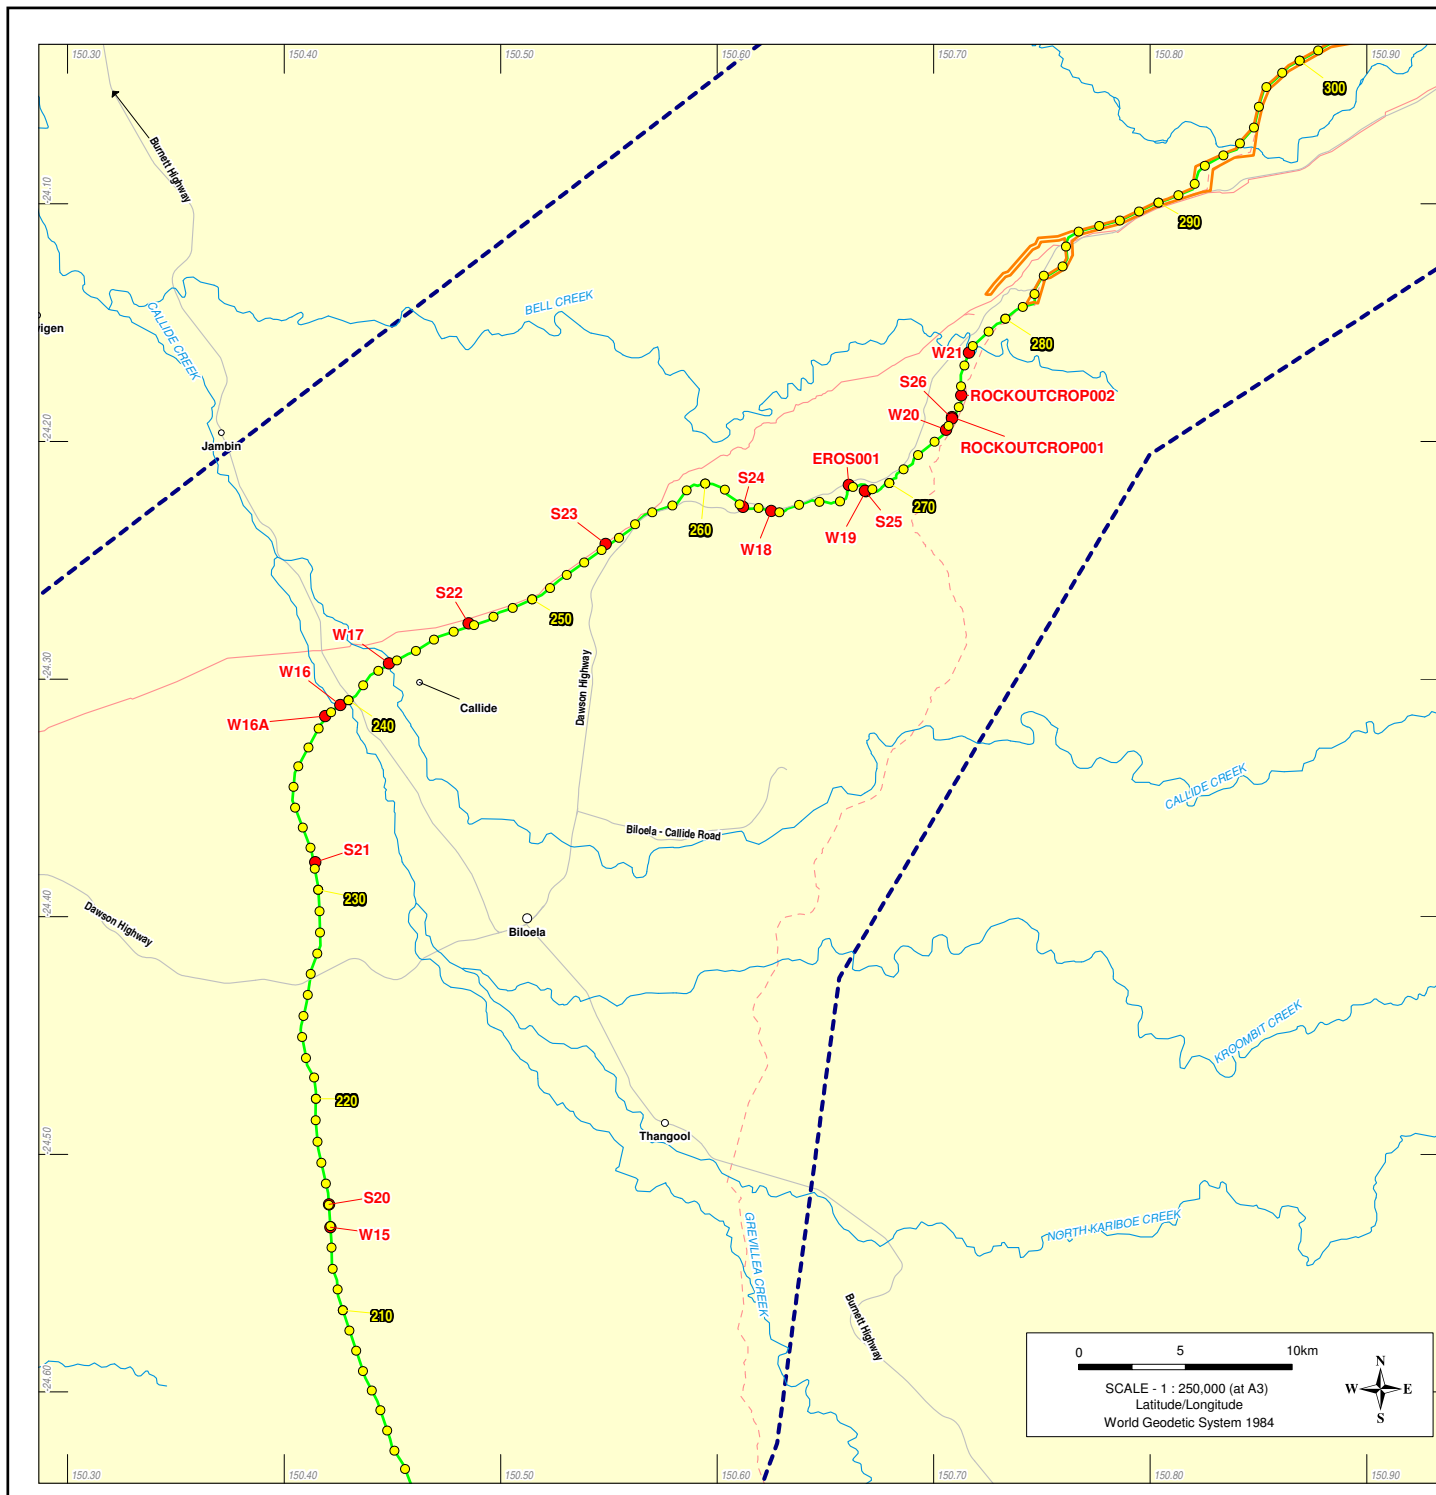 150.30
150.40
150.50
150.60
150.70
150.80
150.90
300
Burnett Highway
-24.10
290
BELL CREEK
CALLIDE CREEK
vigen
280
W21
S26
ROCKOUTCROP002
W20
-24.20
Jambin
ROCKOUTCROP001
EROS001
S24
270
S23
260
S25
W19
W18
S22
250
W17
-24.30
W16
Callide
Dawson Highway
W16A
240
CALLIDE CREEK
Biloela - Callide Road
S21
230
-24.40
Dawson Highway
Biloela
KROOMBIT CREEK
220
Thangool
-24.50
S20
NORTH KARIBOE CREEK
W15
GREVILLEA CREEK
210
Burnett Highway
-24.60
0 5 10km
SCALE - 1 : 250,000 (at A3)
Latitude/Longitude
World Geodetic System 1984
N
W E
S
150.30
150.40
150.50
150.60
150.70
150.80
150.90